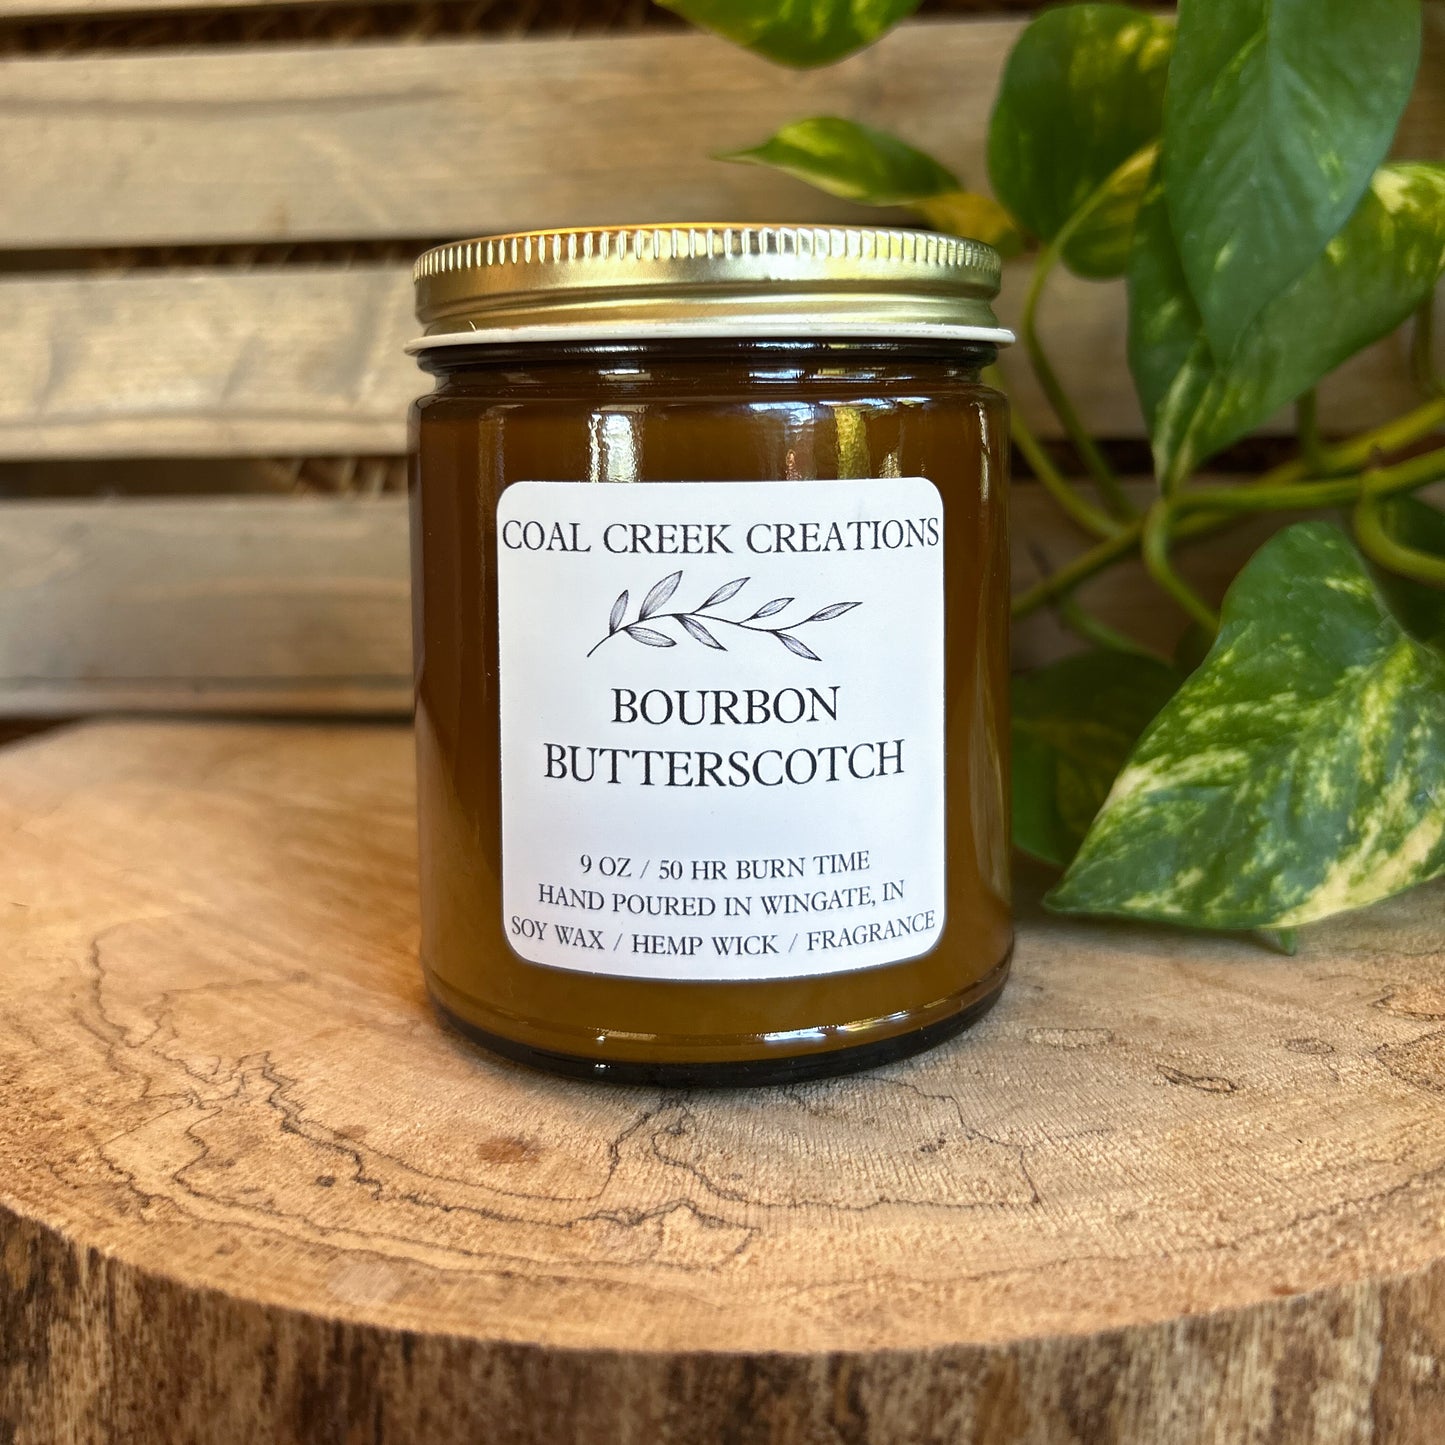 COAL CREEK CREATIONS
BOURBON
BUTTERSCOTCH
9 OZ / 50 HR BURN TIME
HAND POURED IN WINGATE, IN
SOY WAX / HEMP WICK / FRAGRANCE